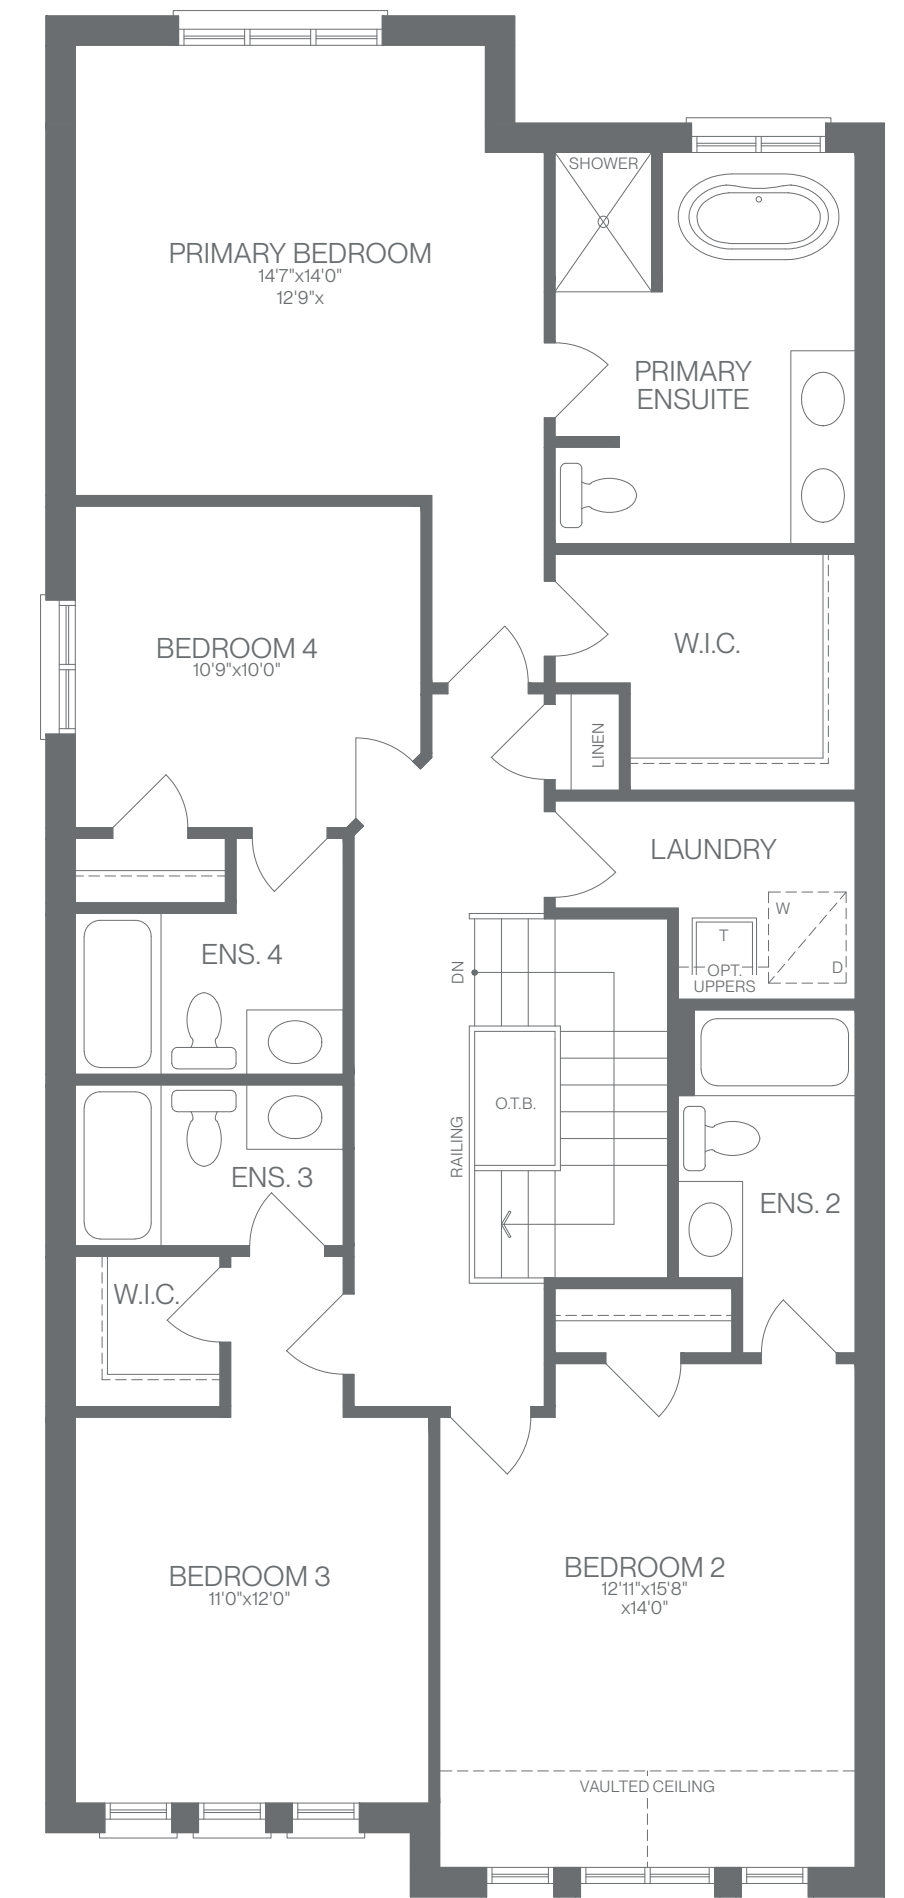 SHOWER
PRIMARY BEDROOM
14'7"x14'0"
12'9"x
PRIMARY
ENSUITE
BEDROOM 4
10'9"x10'0"
W.I.C.
LINEN
LAUNDRY
W
T
D
OPT.
UPPERS
ENS. 4
DN
O.T.B.
RAILING
ENS. 3
ENS. 2
W.I.C.
BEDROOM 3
11'0"x12'0"
BEDROOM 2
12'11"x15'8"
x14'0"
VAULTED CEILING